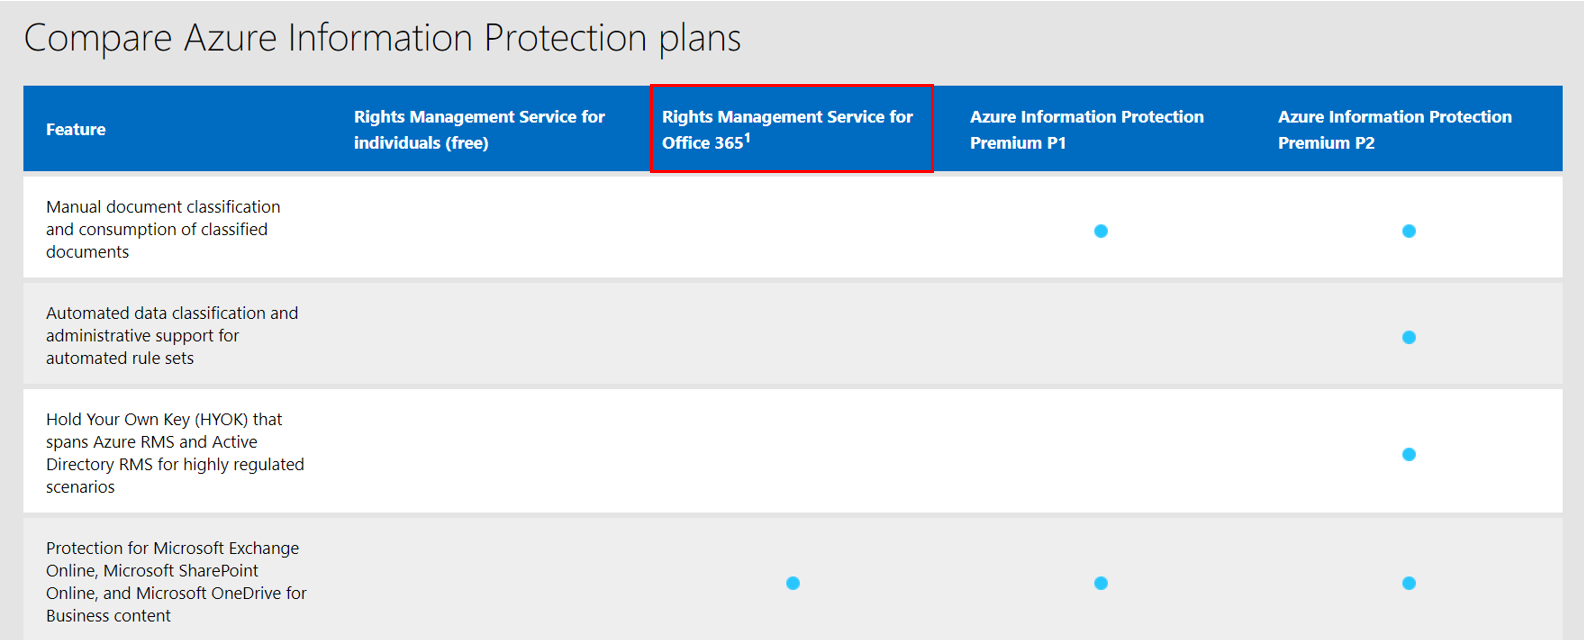 Compare Azure Information Protection plans
Feature
Rights Management Service for
individuals (free)
Rights Management Service for
Office 365¹
Azure Information Protection
Premium P1
Azure Information Protection
Premium P2
Manual document classification
and consumption of classified
documents
Automated data classification and
administrative support for
automated rule sets
Hold Your Own Key (HYOK) that
spans Azure RMS and Active
Directory RMS for highly regulated
scenarios
Protection for Microsoft Exchange
Online, Microsoft SharePoint
Online, and Microsoft OneDrive for
Business content